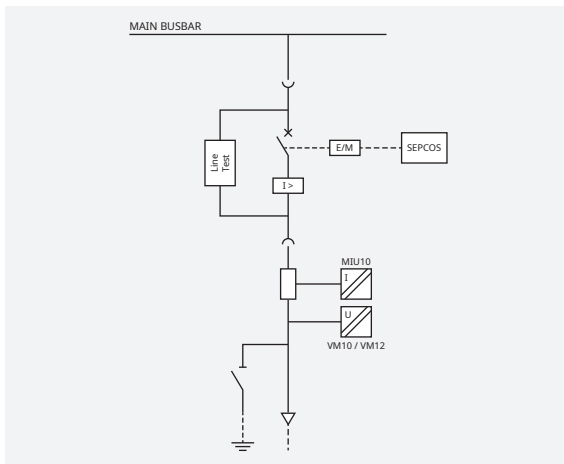 MAIN BUSBAR
Line
Test
E/M
SEPCOS
I >
MIU10
I
U
VM10 / VM12